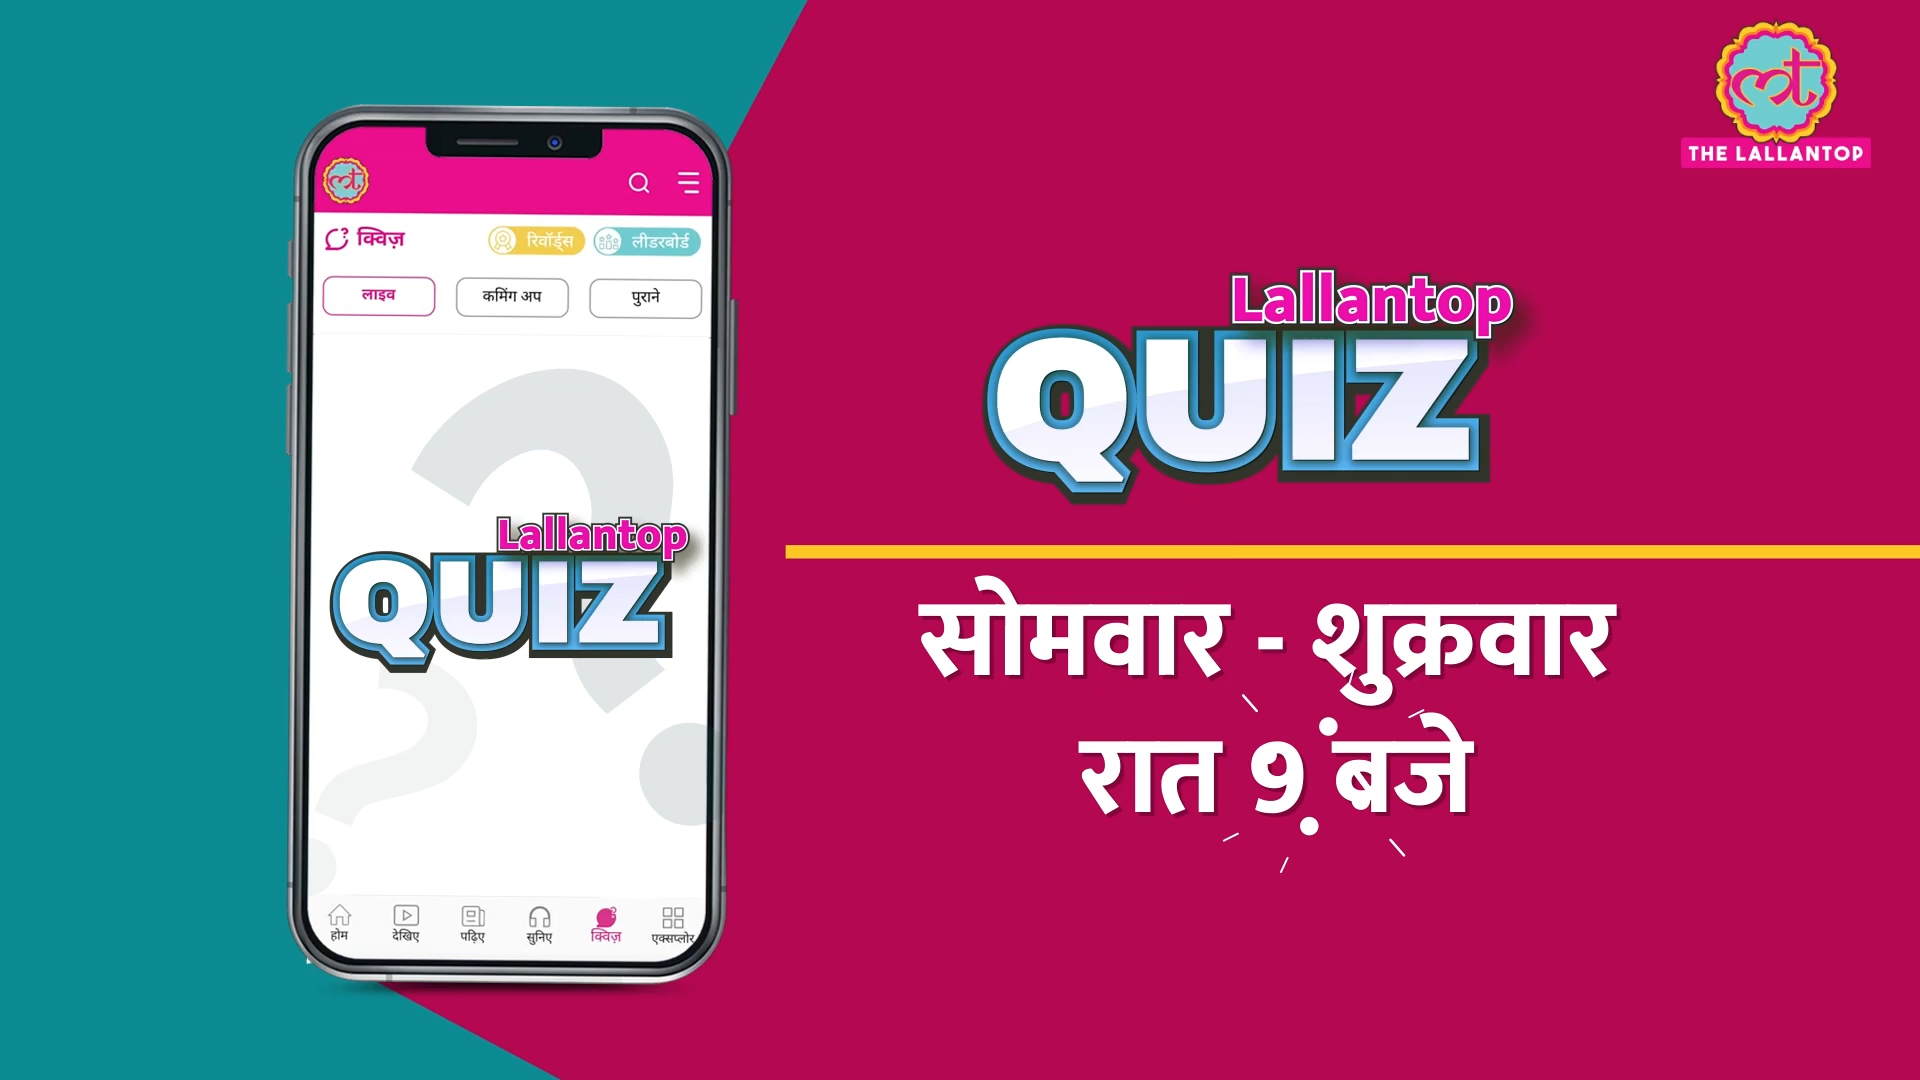 THE LALLANTOP
क्विज़ रिवॉर्ड्स लीडरबोर्ड
लाइव कमिंग अप पुराने
Lallantop
QUIZ
होम देखिए पढ़िए सुनिए क्विज़ एक्सप्लोर
Lallantop
QUIZ
सोमवार - शुक्रवार
रात 9 बजे